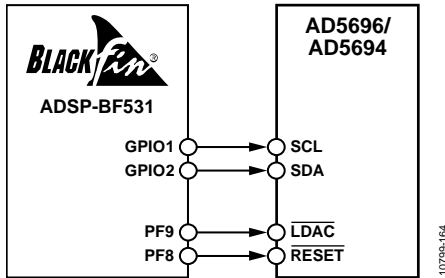 BLACKfin®
ADSP-BF531
AD5696/
AD5694
GPIO1 SCL
GPIO2 SDA
PF9 LDAC
PF8 RESET
10799-164